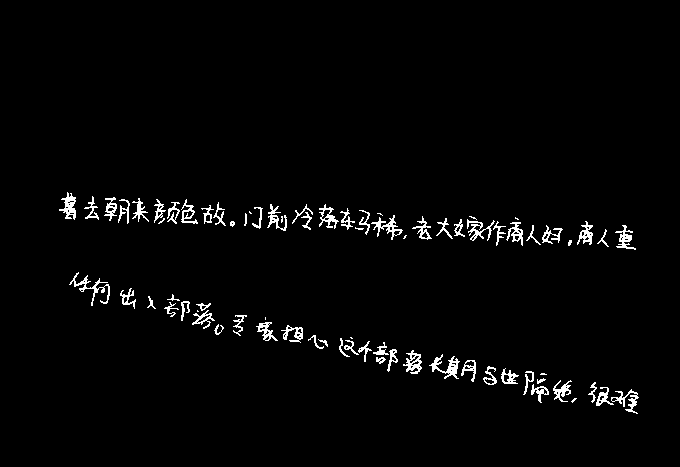 暮去朝来颜色故。门前冷落车马稀,老大嫁作商人妇。商人重
任何出入部落。专家担心这个部落长期与世隔绝,很难